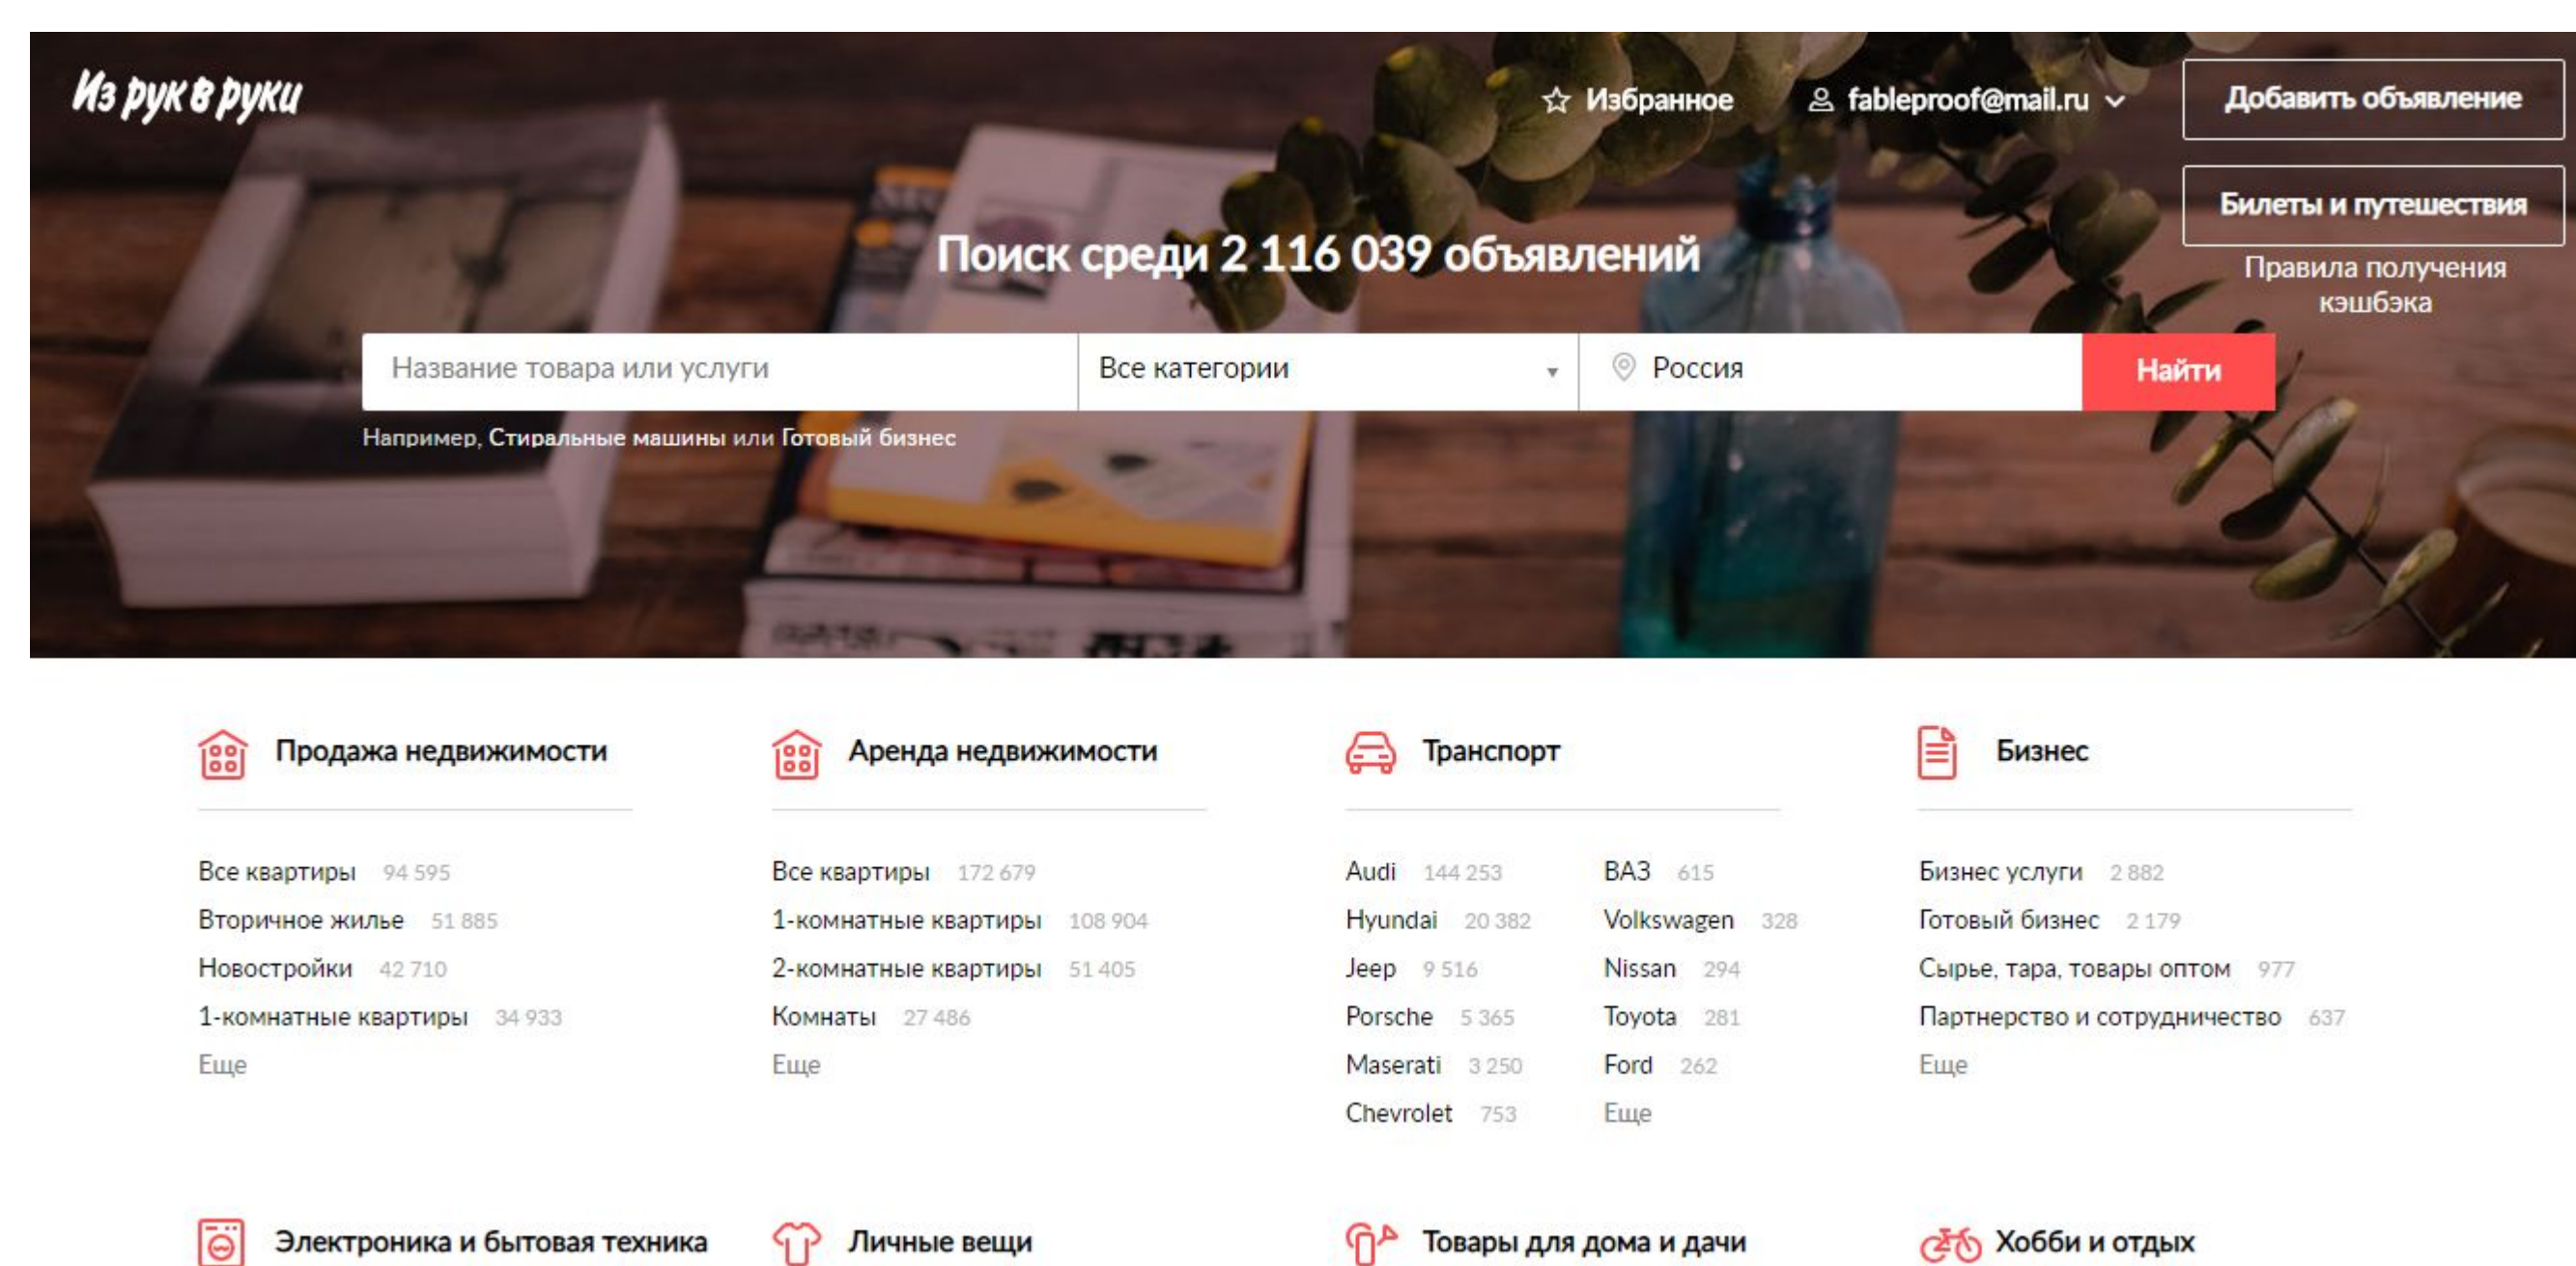 Из рук в руки
Избранное
fableproof@mail.ru
Добавить объявление
Билеты и путешествия
Правила получения
кэшбэка
Поиск среди 2 116 039 объявлений
Название товара или услуги
Все категории
Россия
Найти
Например, Стиральные машины или Готовый бизнес
Продажа недвижимости
Все квартиры 94 595
Вторичное жилье 51 885
Новостройки 42 710
1-комнатные квартиры 34 933
Еще
Аренда недвижимости
Все квартиры 172 679
1-комнатные квартиры 108 904
2-комнатные квартиры 51 405
Комнаты 27 486
Еще
Транспорт
Audi 144 253
Hyundai 20 382
Jeep 9 516
Porsche 5 365
Maserati 3 250
Chevrolet 753
ВАЗ 615
Volkswagen 328
Nissan 294
Toyota 281
Ford 262
Еще
Бизнес
Бизнес услуги 2 882
Готовый бизнес 2 179
Сырье, тара, товары оптом 977
Партнерство и сотрудничество 637
Еще
Электроника и бытовая техника
Личные вещи
Товары для дома и дачи
Хобби и отдых